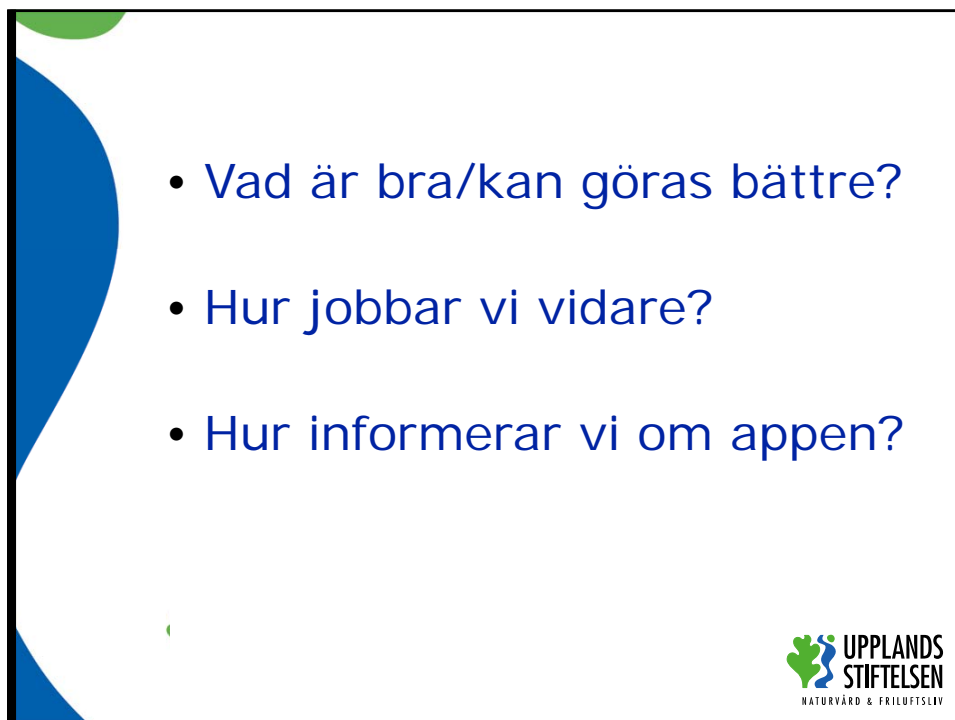 • Vad är bra/kan göras bättre?
• Hur jobbar vi vidare?
• Hur informerar vi om appen?
UPPLANDS
STIFTELSEN
NATURVÅRD & FRILUFTSLIV